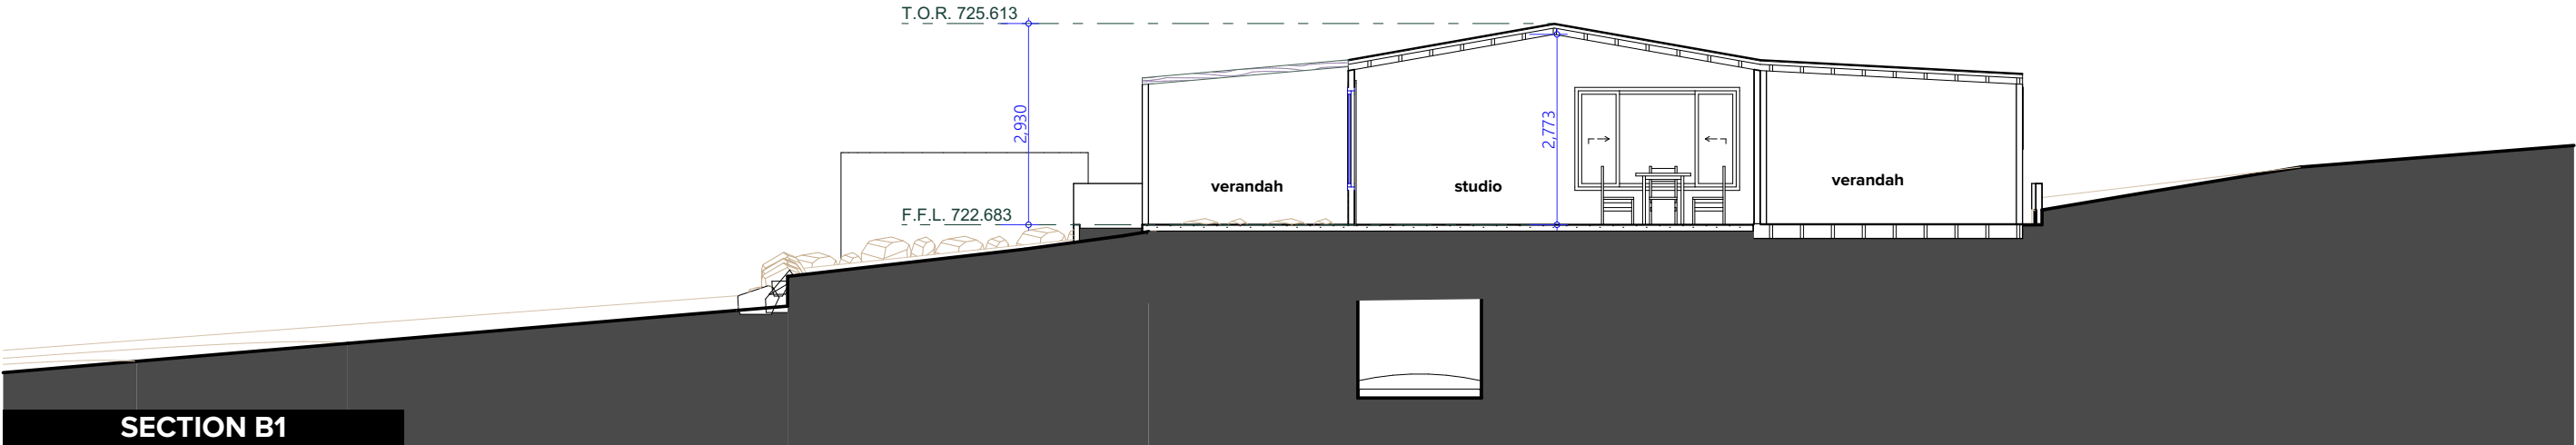 T.O.R. 725.613
2,930
2,773
verandah
studio
verandah
F.F.L. 722.683
SECTION B1